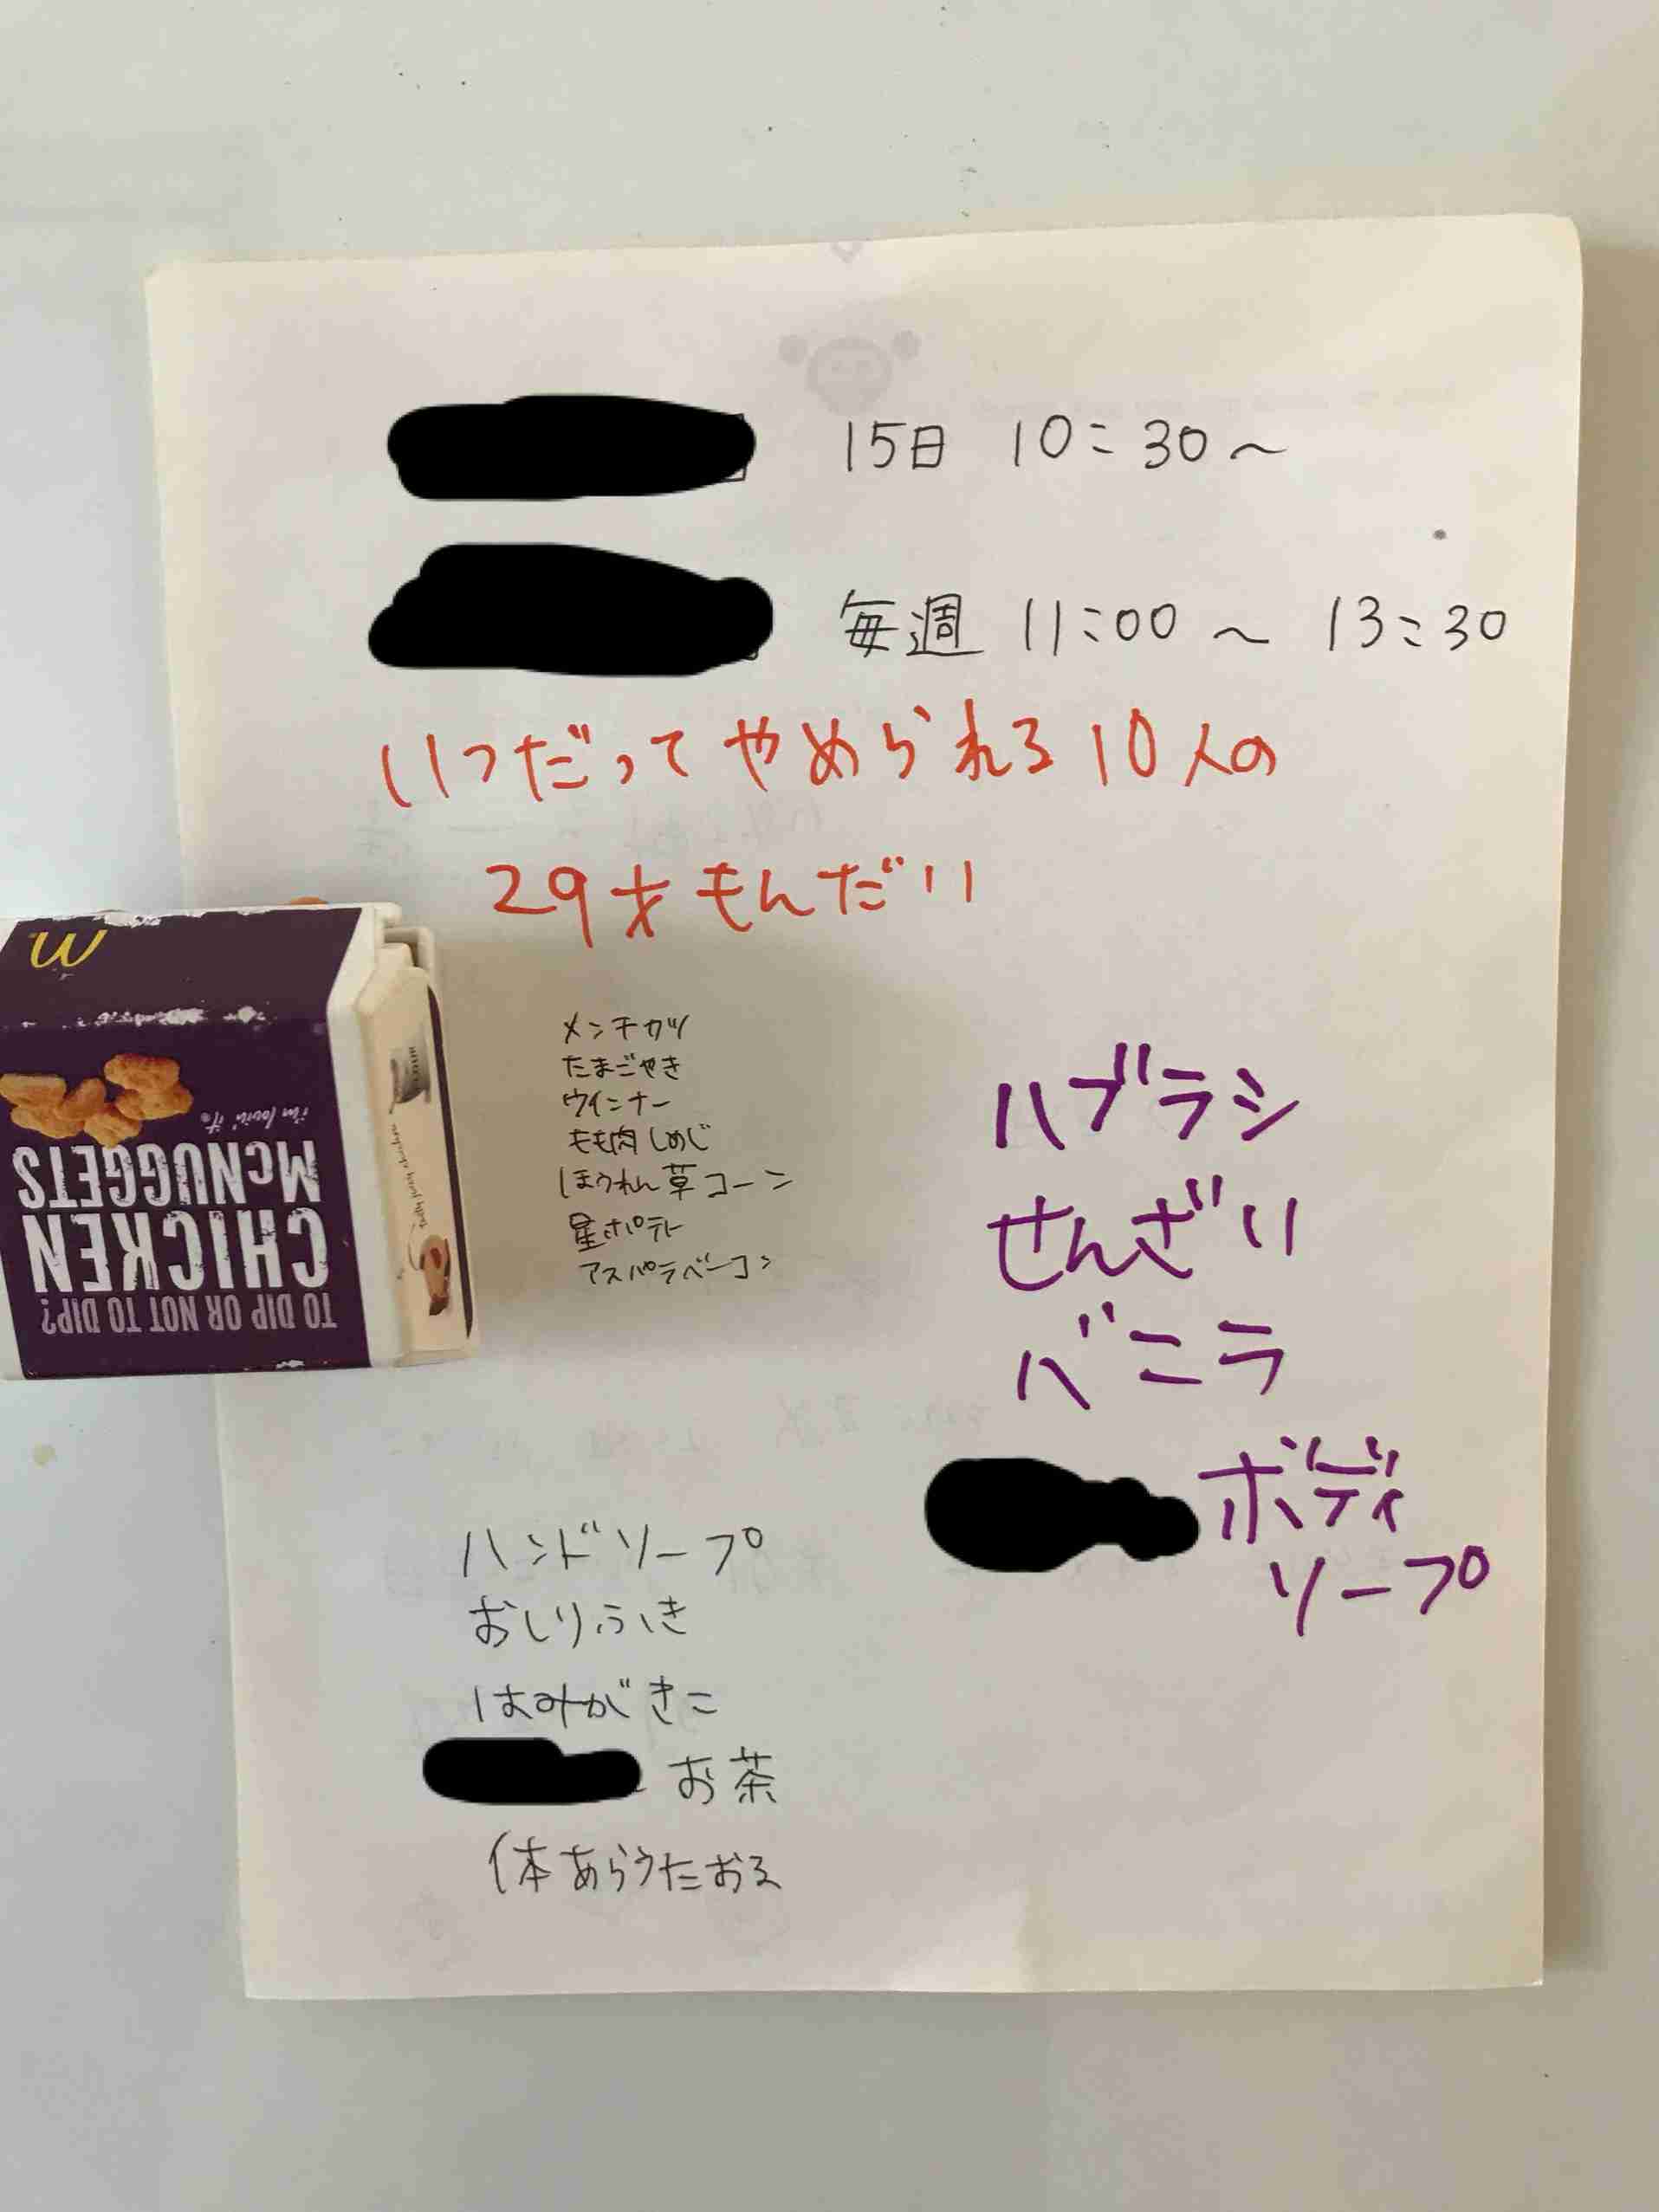 15日 10:30〜
毎週 11:00 〜 13:30
いつだってやめられる10人の
29才もんだい
メンチカツ
たまごやき
ウインナー
もも肉しめじ
ほうれん草コーン
星ポテト
アスパラベーコン
ハブラシ
せんざい
バニラ
ボディ
ソープ
ハンドソープ
おしりふき
はみがきこ
お茶
体あらうたおる
TO DIP OR NOT TO DIP?
CHICKEN
McNUGGETS
i'm lovin' it